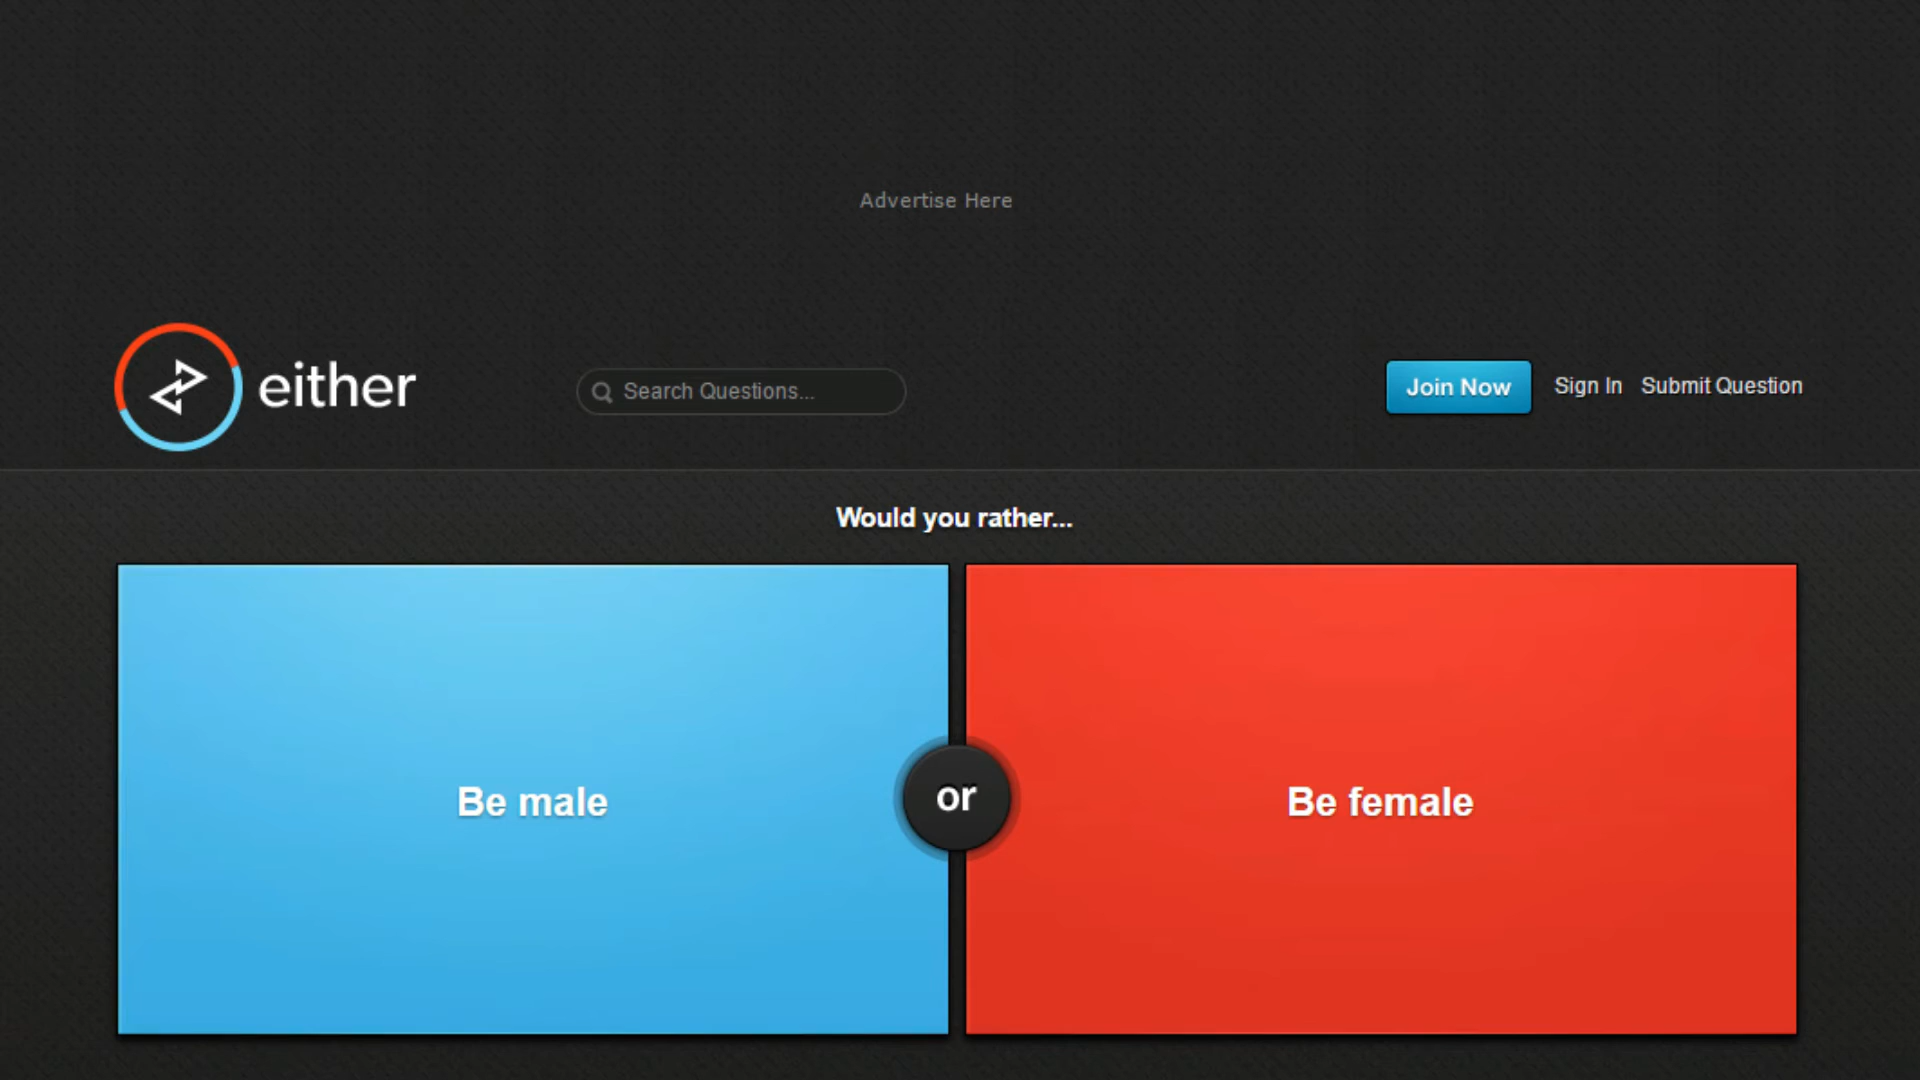 Advertise Here
either
Search Questions...
Join Now
Sign In
Submit Question
Would you rather...
Be male
or
Be female